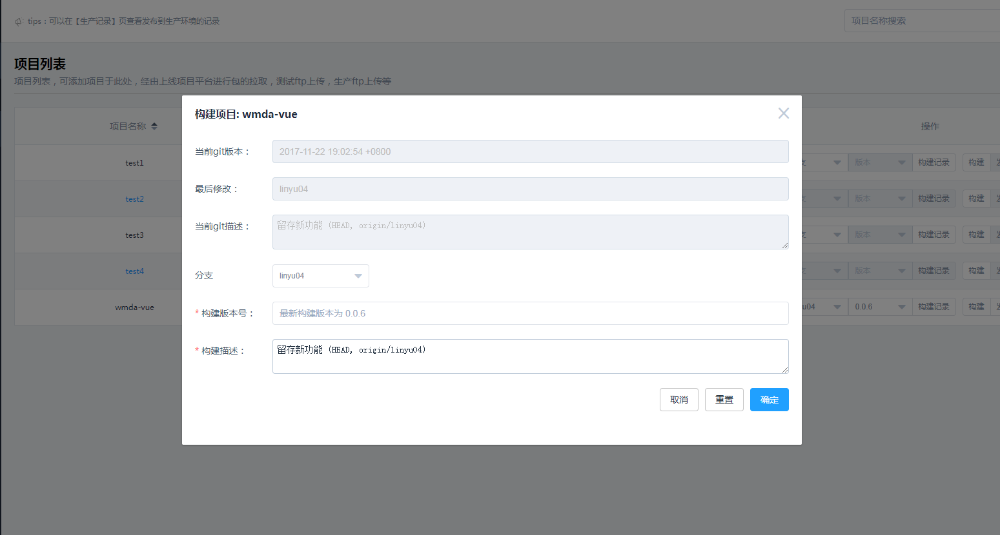 tips：可以在【生产记录】页查看发布到生产环境的记录
项目名称搜索
项目列表
项目列表，可添加项目于此处，经由上线项目平台进行包的拉取，测试ftp上传，生产ftp上传等
项目名称
操作
test1
版本
构建记录
构建
test2
版本
构建记录
构建
test3
版本
构建记录
构建
test4
版本
构建记录
构建
wmda-vue
u04
0.0.6
构建记录
构建
构建项目: wmda-vue
当前git版本：
2017-11-22 19:02:54 +0800
最后修改：
linyu04
当前git描述：
留存新功能 (HEAD, origin/linyu04)
分支
linyu04
* 构建版本号：
最新构建版本为 0.0.6
* 构建描述：
留存新功能 (HEAD, origin/linyu04)
取消
重置
确定